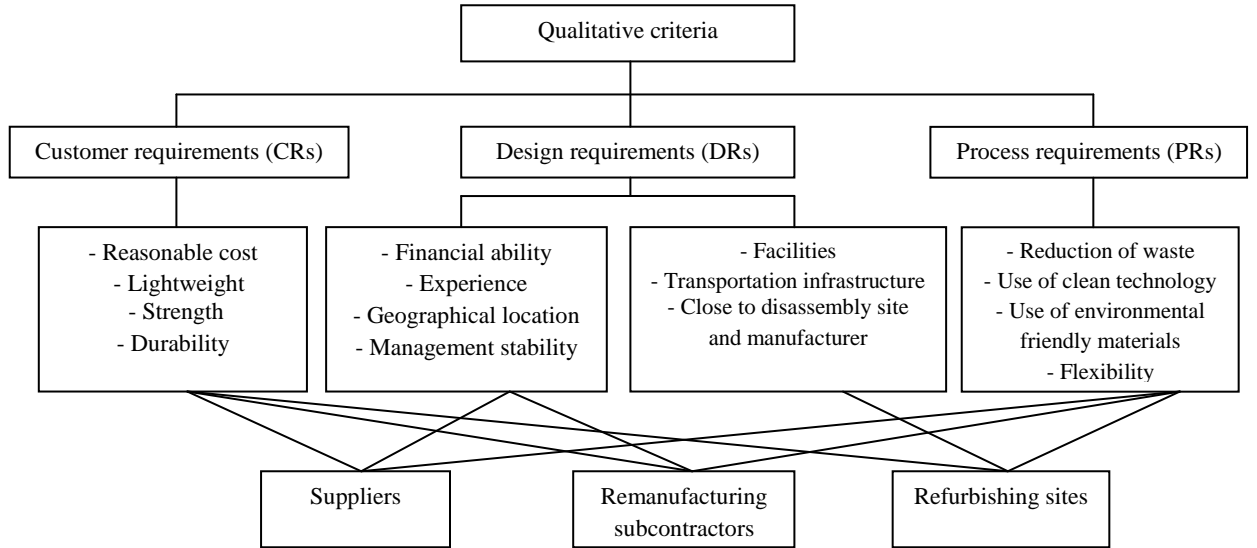 Qualitative criteria
Customer requirements (CRs)
Design requirements (DRs)
Process requirements (PRs)
- Reasonable cost
- Lightweight
- Strength
- Durability
- Financial ability
- Experience
- Geographical location
- Management stability
- Facilities
- Transportation infrastructure
- Close to disassembly site
and manufacturer
- Reduction of waste
- Use of clean technology
- Use of environmental
friendly materials
- Flexibility
Suppliers
Remanufacturing
subcontractors
Refurbishing sites